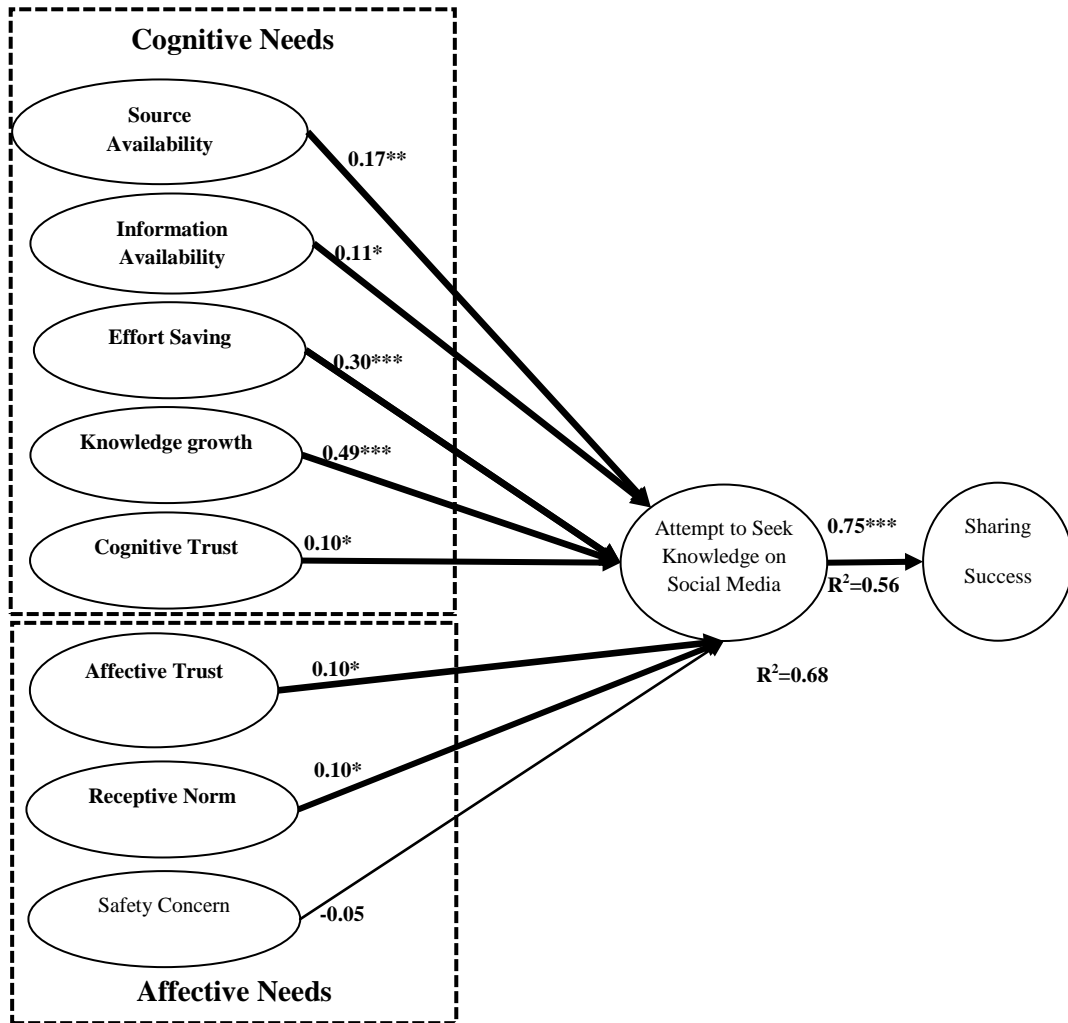 Cognitive Needs
Source
Availability
0.17**
Information
Availability
0.11*
Effort Saving
0.30***
Knowledge growth
0.49***
Cognitive Trust
0.10*
Attempt to Seek
Knowledge on
Social Media
0.75***
R²=0.56
Sharing
Success
Affective Trust
0.10*
R²=0.68
Receptive Norm
0.10*
Safety Concern
-0.05
Affective Needs